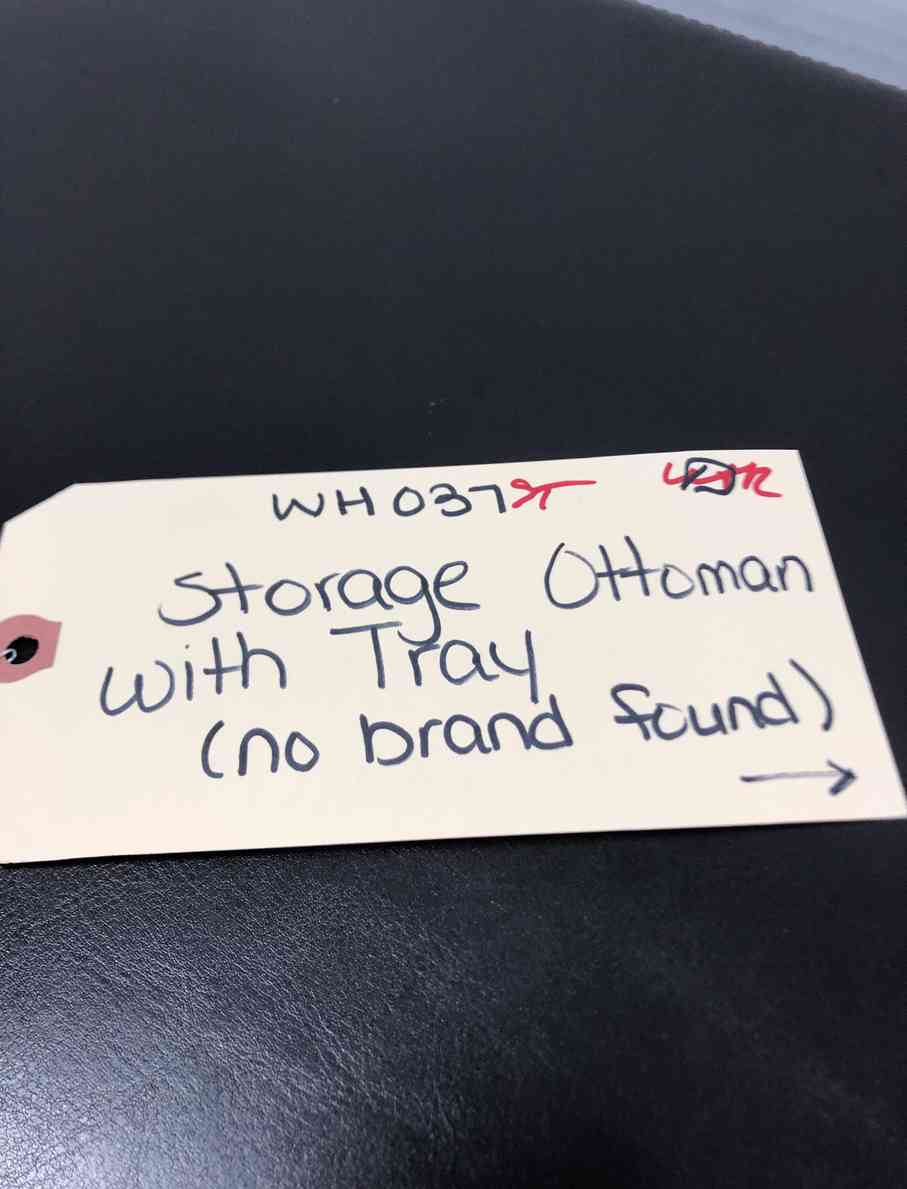 WH037
Storage Ottoman
with Tray
(no brand found)
→